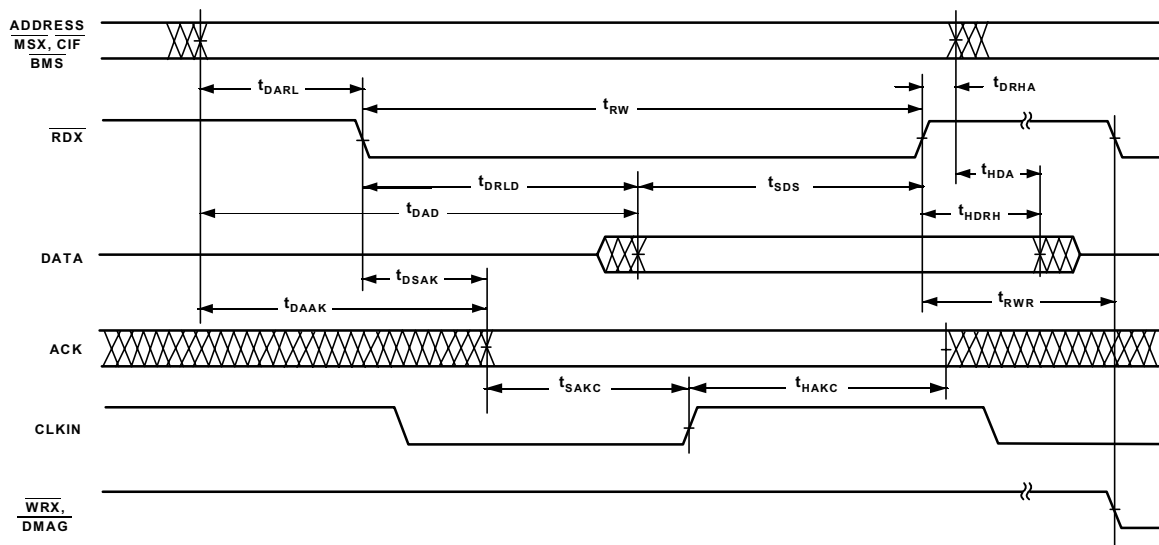 ADDRESS
MSX, CIF
BMS
tDARL
tRW
tDRHA
RDX
tHDA
tDRLD
tSDS
tDAD
tHDRH
DATA
tDSAK
tDAAK
tRWR
ACK
tSAKC
tHAKC
CLKIN
WRX,
DMAG